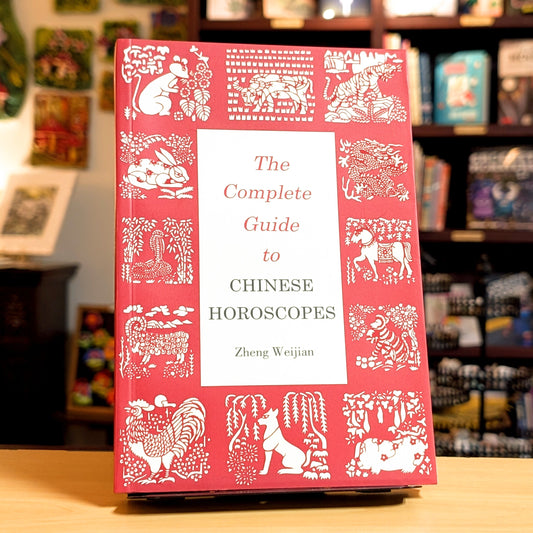 The
Complete
Guide
to
CHINESE
HOROSCOPES
Zheng Weijian